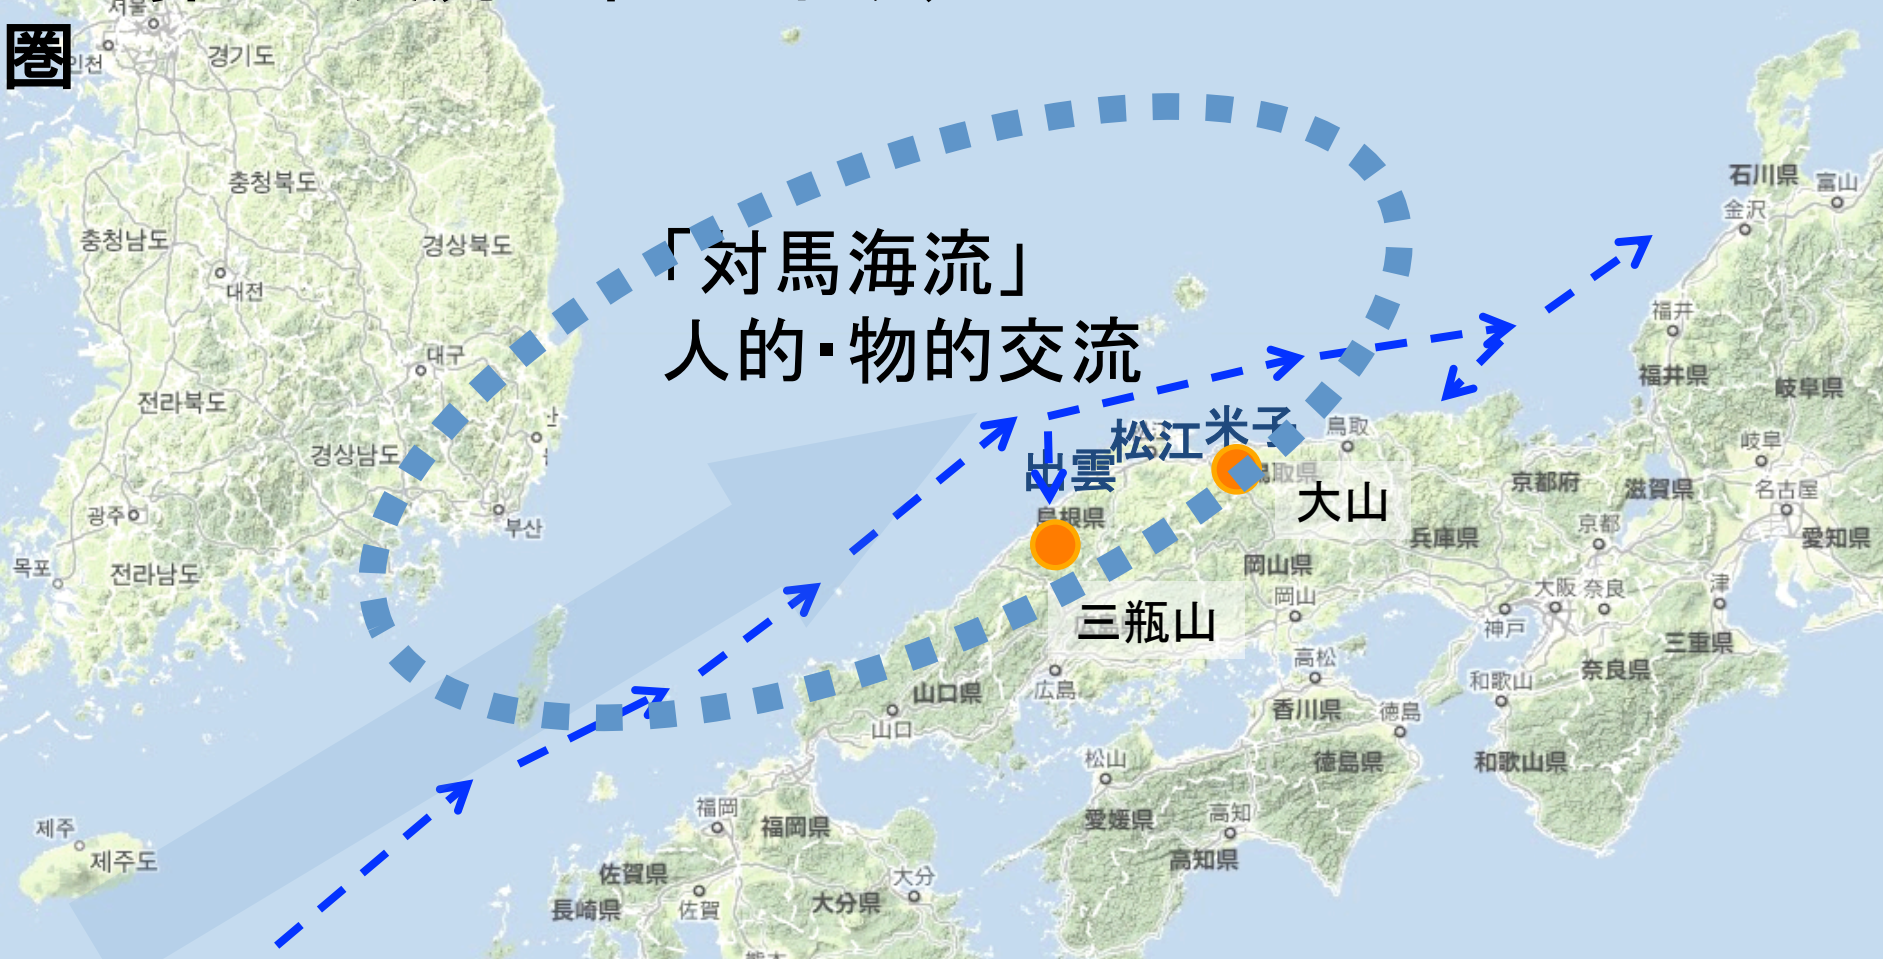 圏
서울
인천
경기도
충청북도
충청남도
경상북도
대전
대구
전라북도
경상남도
광주
부산
목포
전라남도
제주
제주도
「対馬海流」
人的・物的交流
出雲
松江
米子
大山
三瓶山
石川県
富山
金沢
福井
福井県
岐阜県
岐阜
鳥取
鳥取県
島根県
京都府
滋賀県
名古屋
京都
愛知県
兵庫県
岡山県
岡山
大阪
奈良
津
神戸
三重県
奈良県
和歌山
和歌山県
高松
香川県
徳島
徳島県
広島
山口県
山口
松山
愛媛県
高知
高知県
福岡
福岡県
佐賀県
佐賀
長崎県
大分
大分県